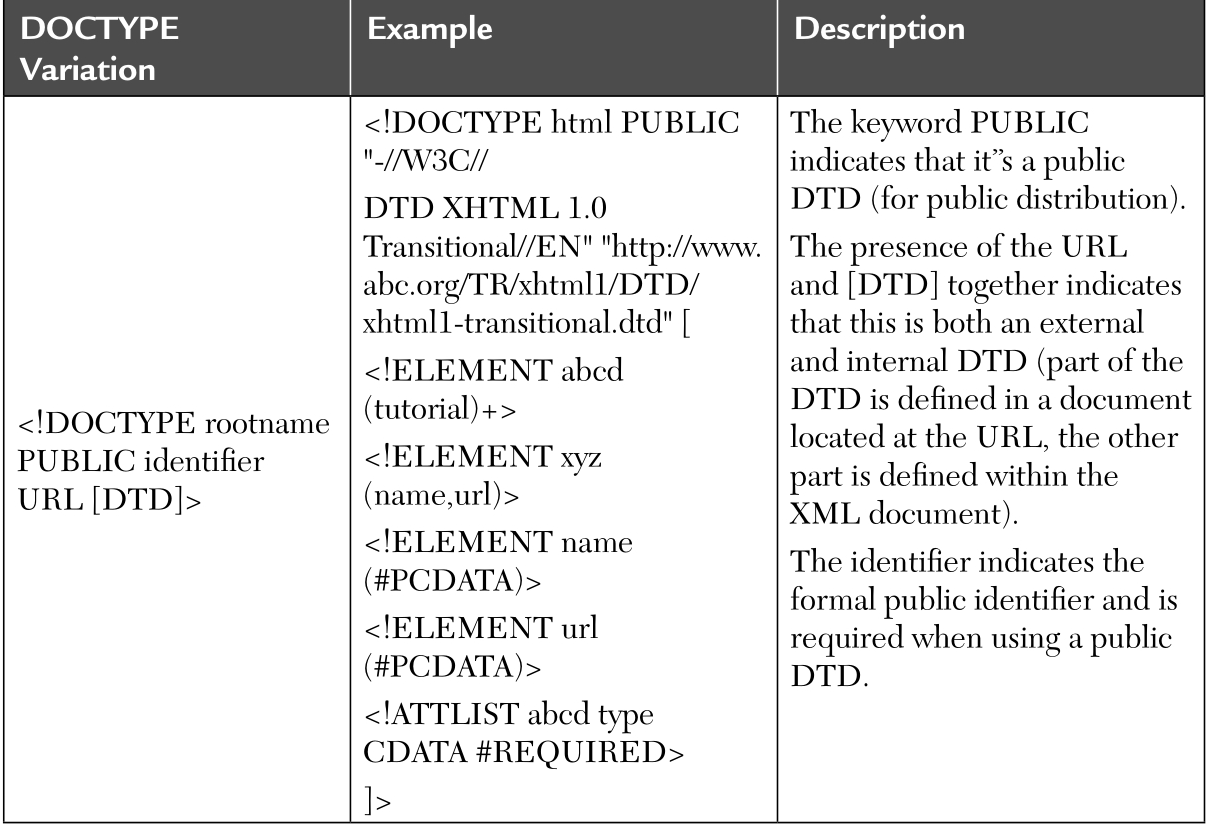 DOCTYPE
Variation
Example
Description
<!DOCTYPE rootname
PUBLIC identifier
URL [DTD]>
<!DOCTYPE html PUBLIC
"-//W3C//
DTD XHTML 1.0
Transitional//EN" "http://www.
abc.org/TR/xhtml1/DTD/
xhtml1-transitional.dtd" [
<!ELEMENT abcd
(tutorial)+>
<!ELEMENT xyz
(name,url)>
<!ELEMENT name
(#PCDATA)>
<!ELEMENT url
(#PCDATA)>
<!ATTLIST abcd type
CDATA #REQUIRED>
]>
The keyword PUBLIC
indicates that it”s a public
DTD (for public distribution).
The presence of the URL
and [DTD] together indicates
that this is both an external
and internal DTD (part of the
DTD is defined in a document
located at the URL, the other
part is defined within the
XML document).
The identifier indicates the
formal public identifier and is
required when using a public
DTD.